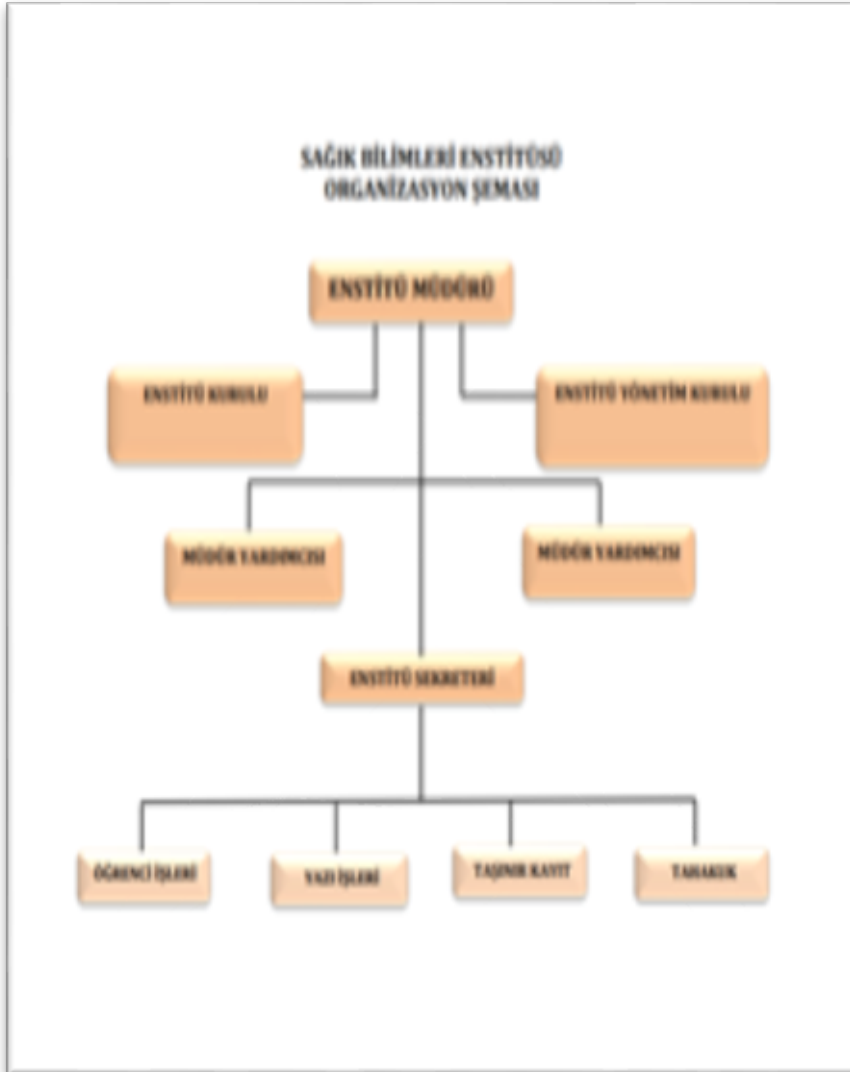 SAĞIK BİLİMLERİ ENSTİTÜSÜ
ORGANİZASYON ŞEMASI
ENSTİTÜ MÜDÜRÜ
ENSTİTÜ KURULU
ENSTİTÜ YÖNETİM KURULU
MÜDÜR YARDIMCISI
MÜDÜR YARDIMCISI
ENSTİTÜ SEKRETERİ
ÖĞRENCİ İŞLERİ
YAZI İŞLERİ
TAŞINIR KAYIT
TAHAKUK